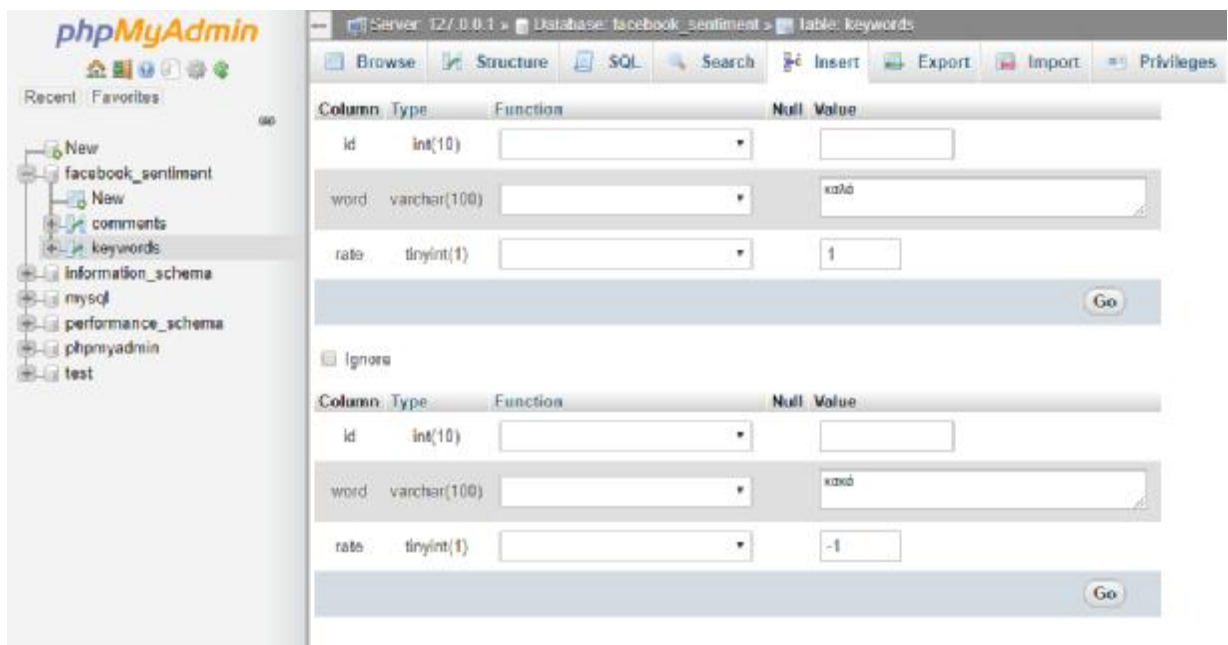 phpMyAdmin
Recent Favorites
New
facebook_sentiment
New
comments
keywords
information_schema
mysql
performance_schema
phpmyadmin
test
Server: 127.0.0.1 » Database: facebook_sentiment » Table: keywords
Browse Structure SQL Search Insert Export Import Privileges
Column Type Function Null Value
id int(10)
word varchar(100) καλό
rate tinyint(1) 1
Go
Ignore
Column Type Function Null Value
id int(10)
word varchar(100) κακό
rate tinyint(1) -1
Go